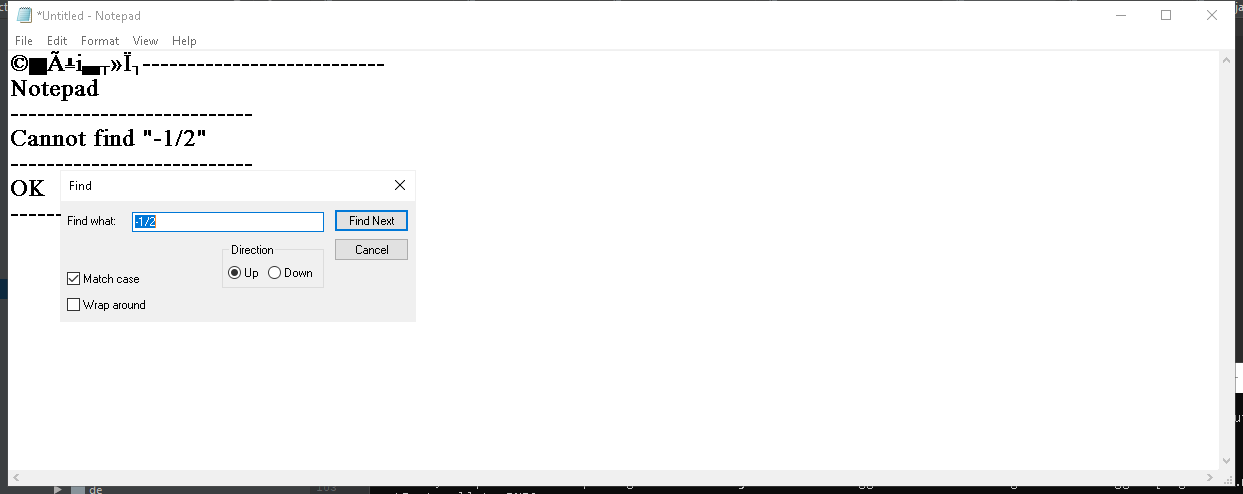 *Untitled - Notepad
File Edit Format View Help
©■Ã╩i▄┬»Ï┐---------------------------
Notepad
---------------------------
Cannot find "-1/2"
---------------------------
OK
------
Find
Find what: -1/2 Find Next
Direction Cancel
Up Down
Match case
Wrap around
de